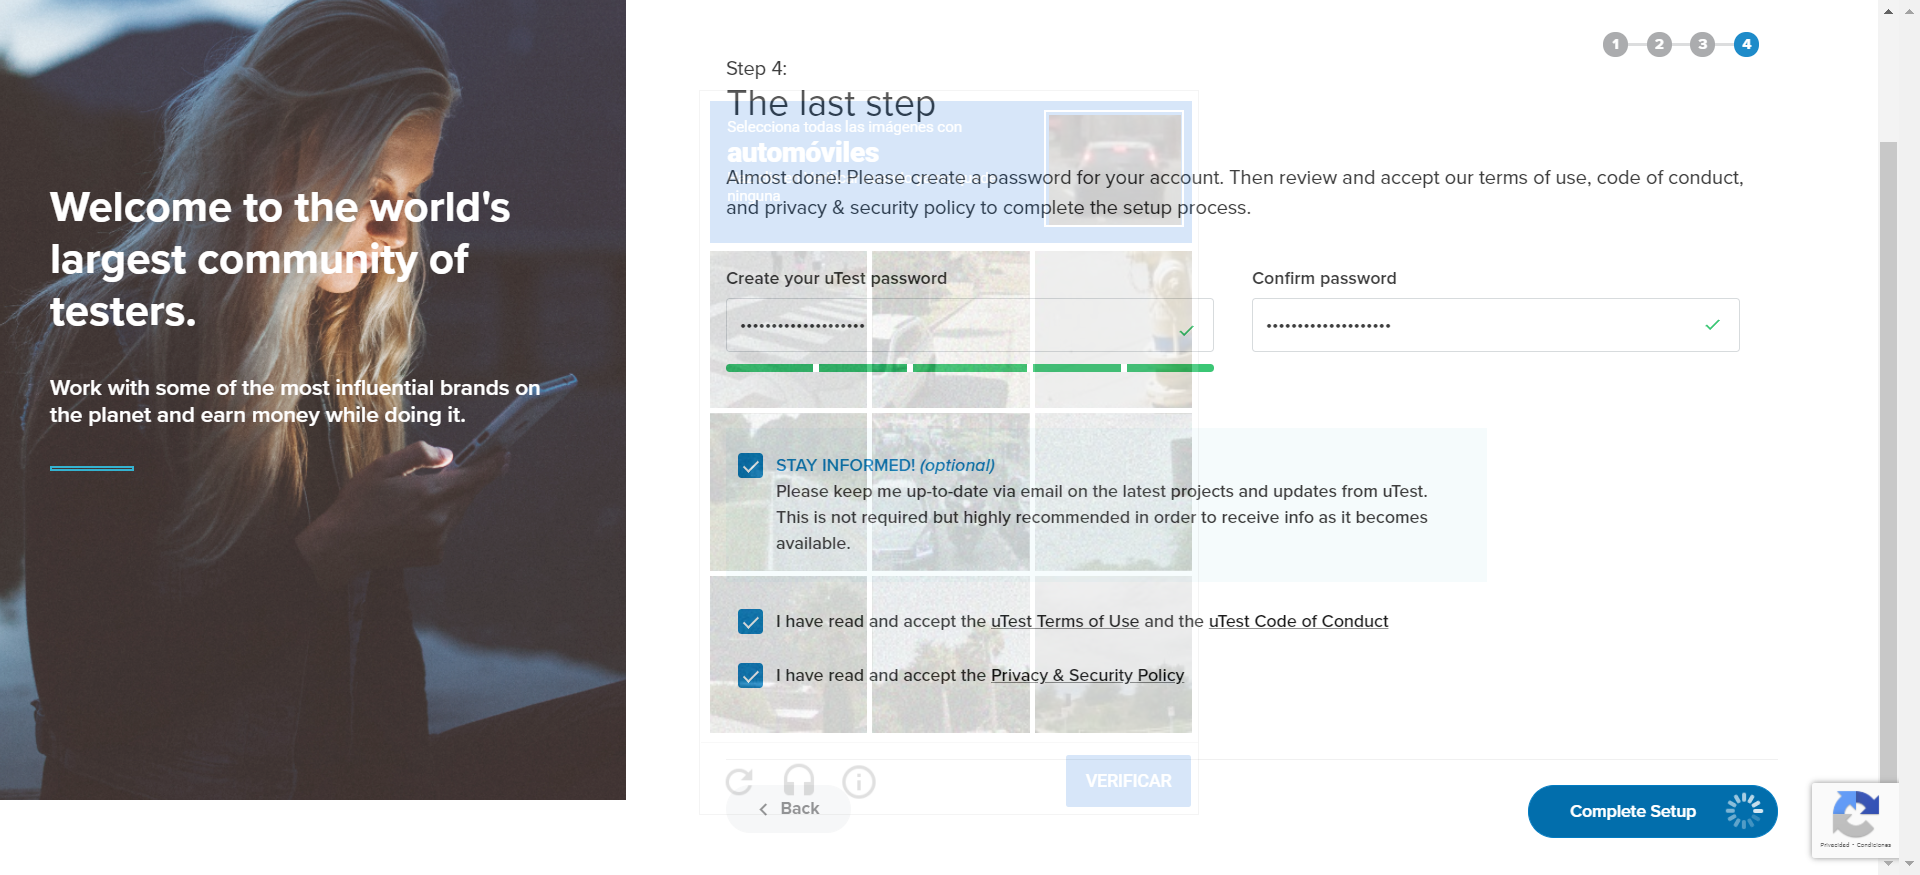 Welcome to the world's
largest community of
testers.
Work with some of the most influential brands on
the planet and earn money while doing it.
1 2 3 4
Step 4:
The last step
Selecciona todas las imágenes con
automóviles
ninguna
Almost done! Please create a password for your account. Then review and accept our terms of use, code of conduct,
and privacy & security policy to complete the setup process.
Create your uTest password
Confirm password
STAY INFORMED! (optional)
Please keep me up-to-date via email on the latest projects and updates from uTest.
This is not required but highly recommended in order to receive info as it becomes
available.
I have read and accept the uTest Terms of Use and the uTest Code of Conduct
I have read and accept the Privacy & Security Policy
VERIFICAR
Back
Complete Setup
Privacidad - Condiciones